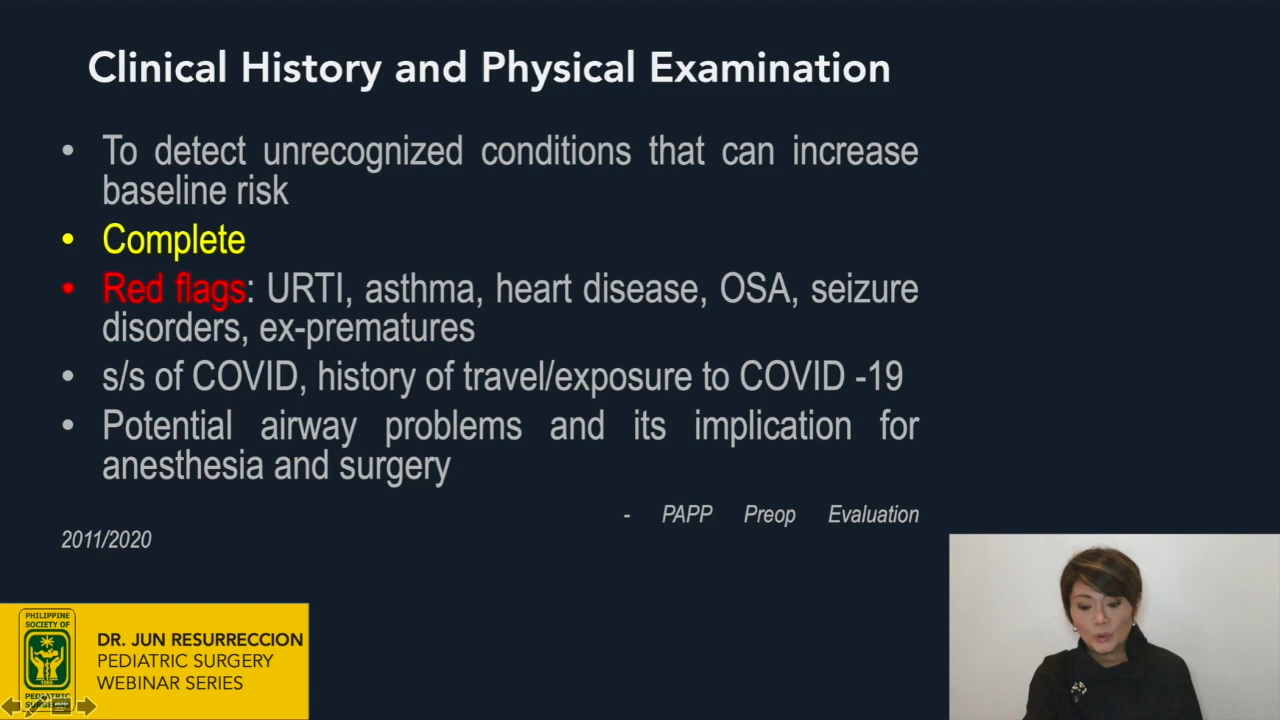 Clinical History and Physical Examination
• To detect unrecognized conditions that can increase
baseline risk
• Complete
• Red flags: URTI, asthma, heart disease, OSA, seizure
disorders, ex-prematures
• s/s of COVID, history of travel/exposure to COVID -19
• Potential airway problems and its implication for
anesthesia and surgery
- PAPP Preop Evaluation
2011/2020
PHILIPPINE
SOCIETY OF
PEDIATRIC
SURGEONS
DR. JUN RESURRECCION
PEDIATRIC SURGERY
WEBINAR SERIES